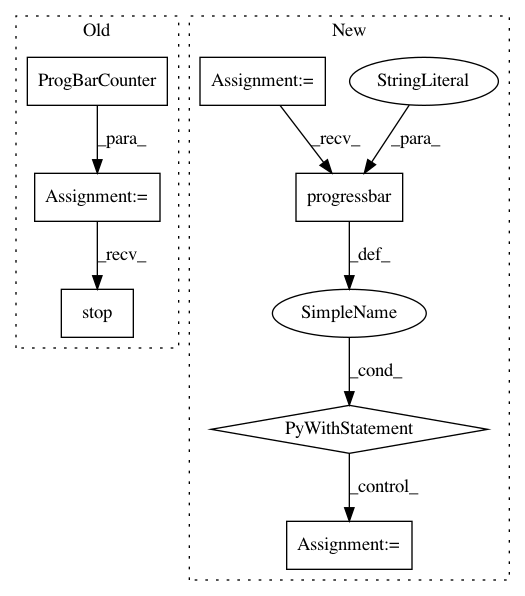 Old
ProgBarCounter
_para_
Assignment:=
_recv_
stop
New
Assignment:=
StringLiteral
_recv_
_para_
progressbar
_def_
SimpleName
_cond_
PyWithStatement
_control_
Assignment:=